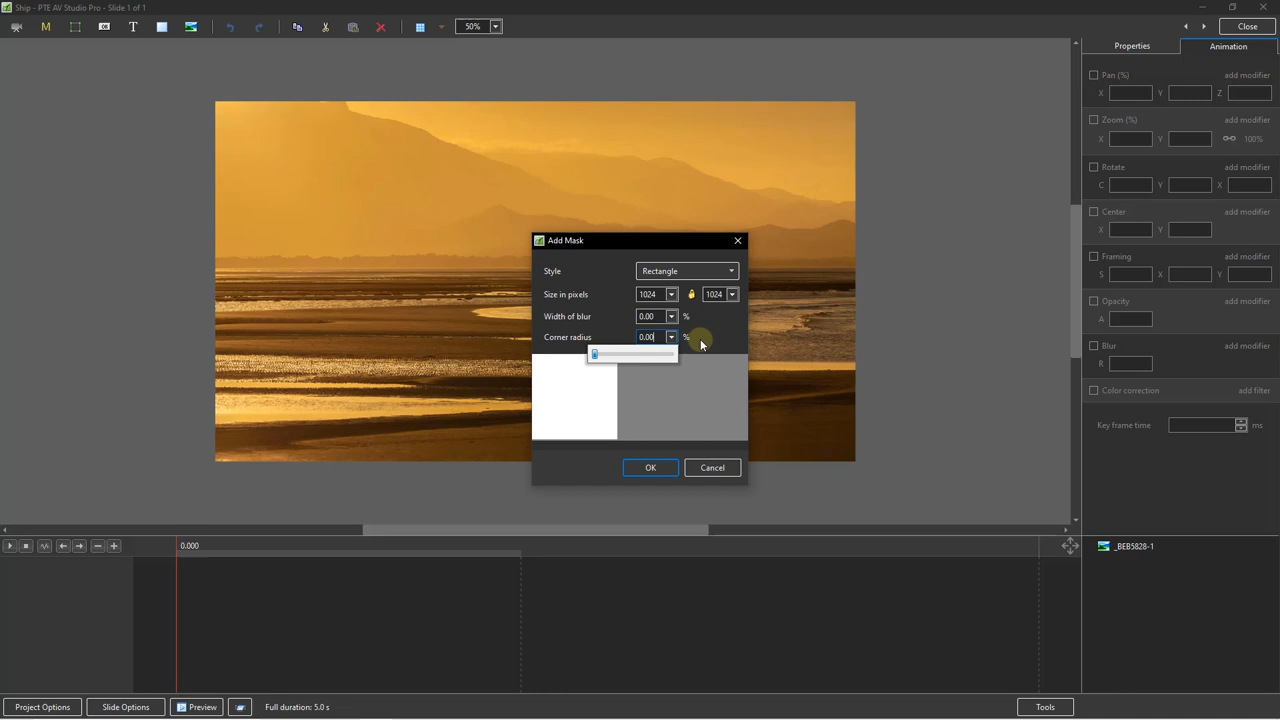 Ship - PTE AV Studio Pro - Slide 1 of 1
M OK T 50% Close
Properties Animation
Pan (%) add modifier
X Y Z
Zoom (%) add modifier
X Y 100%
Rotate add modifier
C Y X
Center add modifier
X Y
Framing add modifier
S X Y
Opacity add modifier
A
Blur add modifier
R
Color correction add filter
Key frame time ms
Add Mask
Style Rectangle
Size in pixels 1024 1024
Width of blur 0.00 %
Corner radius 0.00 %
OK Cancel
0.000
_BEB5828-1
Project Options Slide Options Preview Full duration: 5.0 s Tools